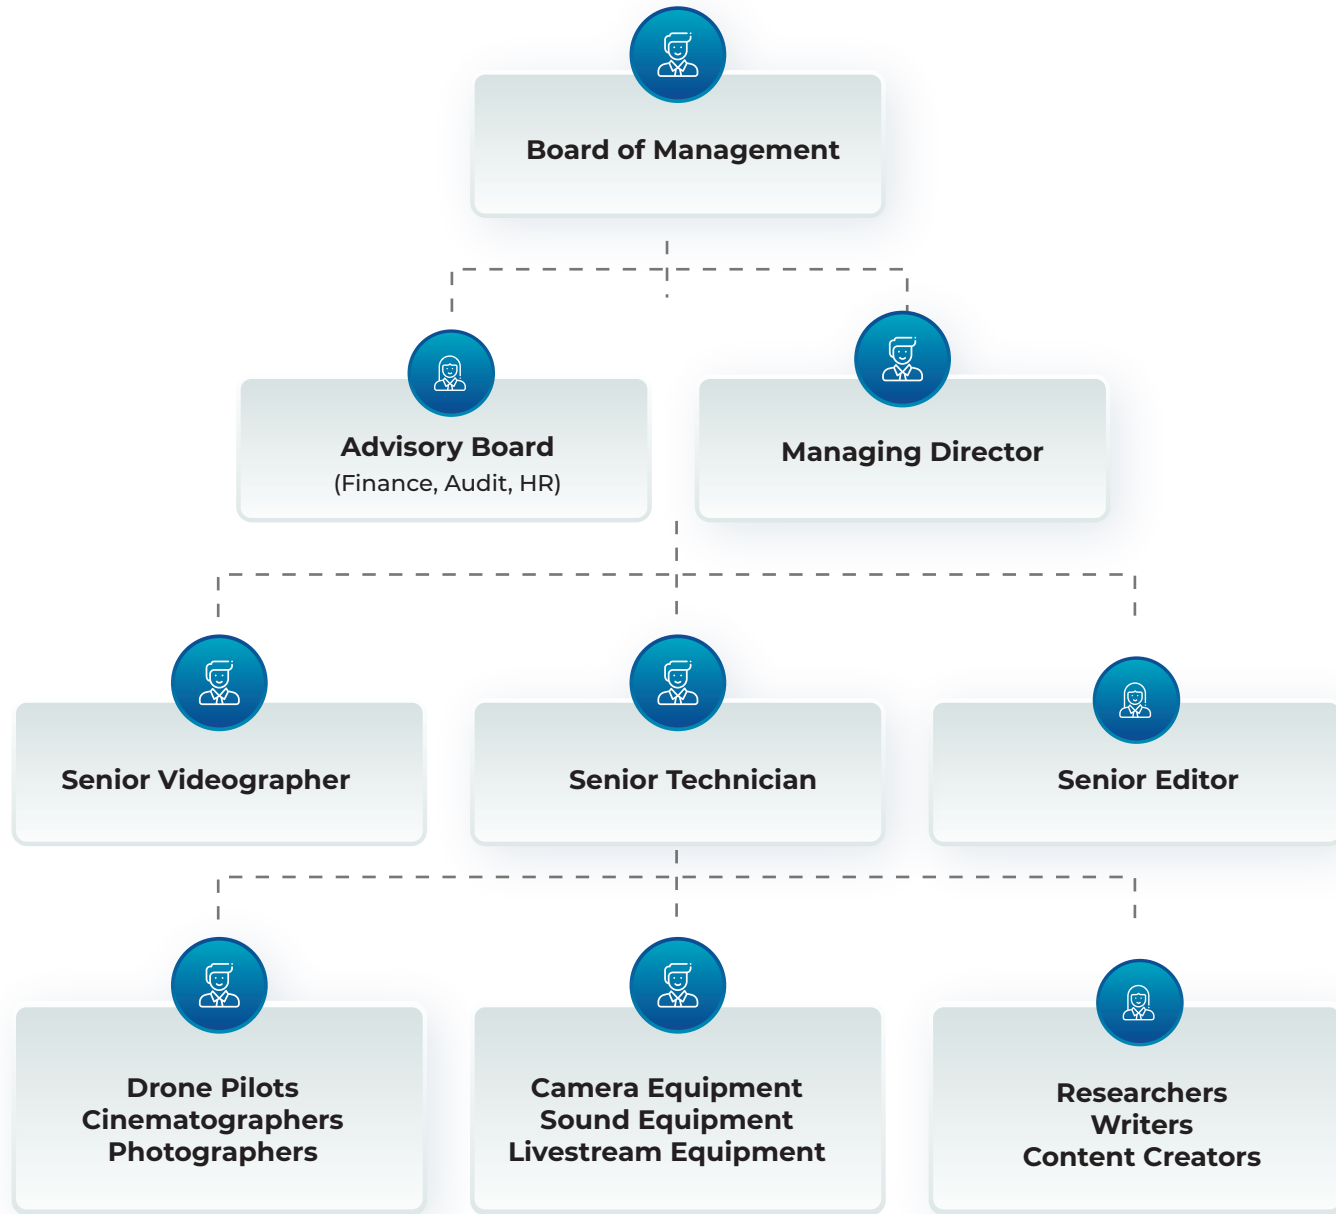 Board of Management
Advisory Board
(Finance, Audit, HR)
Managing Director
Senior Videographer
Senior Technician
Senior Editor
Drone Pilots
Cinematographers
Photographers
Camera Equipment
Sound Equipment
Livestream Equipment
Researchers
Writers
Content Creators